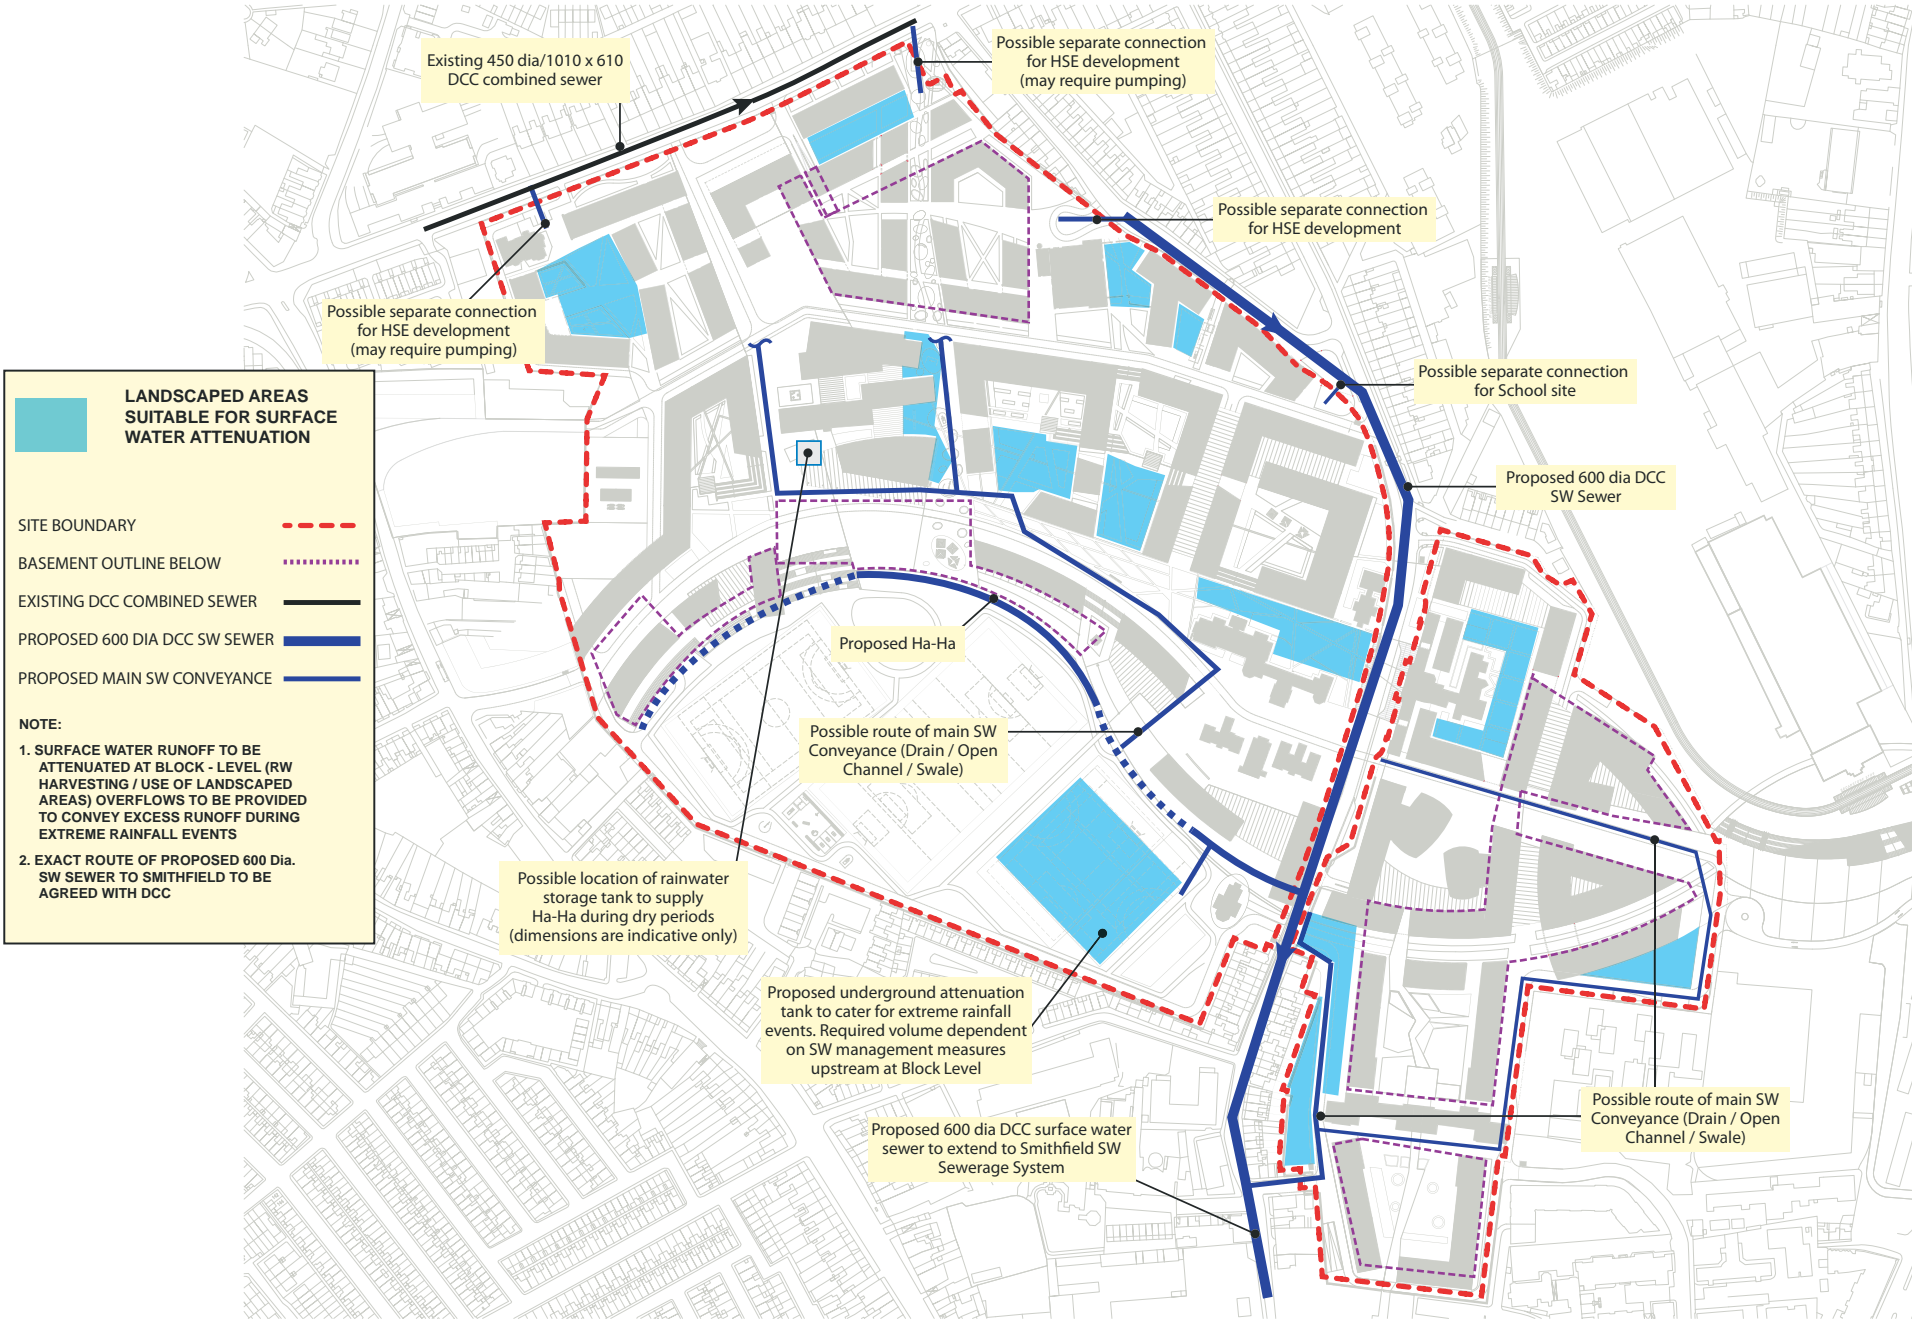 Existing 450 dia/1010 x 610
DCC combined sewer
Possible separate connection
for HSE development
(may require pumping)
Possible separate connection
for HSE development
Possible separate connection
for HSE development
(may require pumping)
Possible separate connection
for School site
LANDSCAPED AREAS
SUITABLE FOR SURFACE
WATER ATTENUATION
SITE BOUNDARY
BASEMENT OUTLINE BELOW
EXISTING DCC COMBINED SEWER
PROPOSED 600 DIA DCC SW SEWER
PROPOSED MAIN SW CONVEYANCE
NOTE:
1. SURFACE WATER RUNOFF TO BE
ATTENUATED AT BLOCK - LEVEL (RW
HARVESTING / USE OF LANDSCAPED
AREAS) OVERFLOWS TO BE PROVIDED
TO CONVEY EXCESS RUNOFF DURING
EXTREME RAINFALL EVENTS
2. EXACT ROUTE OF PROPOSED 600 Dia.
SW SEWER TO SMITHFIELD TO BE
AGREED WITH DCC
Proposed 600 dia DCC
SW Sewer
Proposed Ha-Ha
Possible route of main SW
Conveyance (Drain / Open
Channel / Swale)
Possible location of rainwater
storage tank to supply
Ha-Ha during dry periods
(dimensions are indicative only)
Proposed underground attenuation
tank to cater for extreme rainfall
events. Required volume dependent
on SW management measures
upstream at Block Level
Possible route of main SW
Conveyance (Drain / Open
Channel / Swale)
Proposed 600 dia DCC surface water
sewer to extend to Smithfield SW
Sewerage System